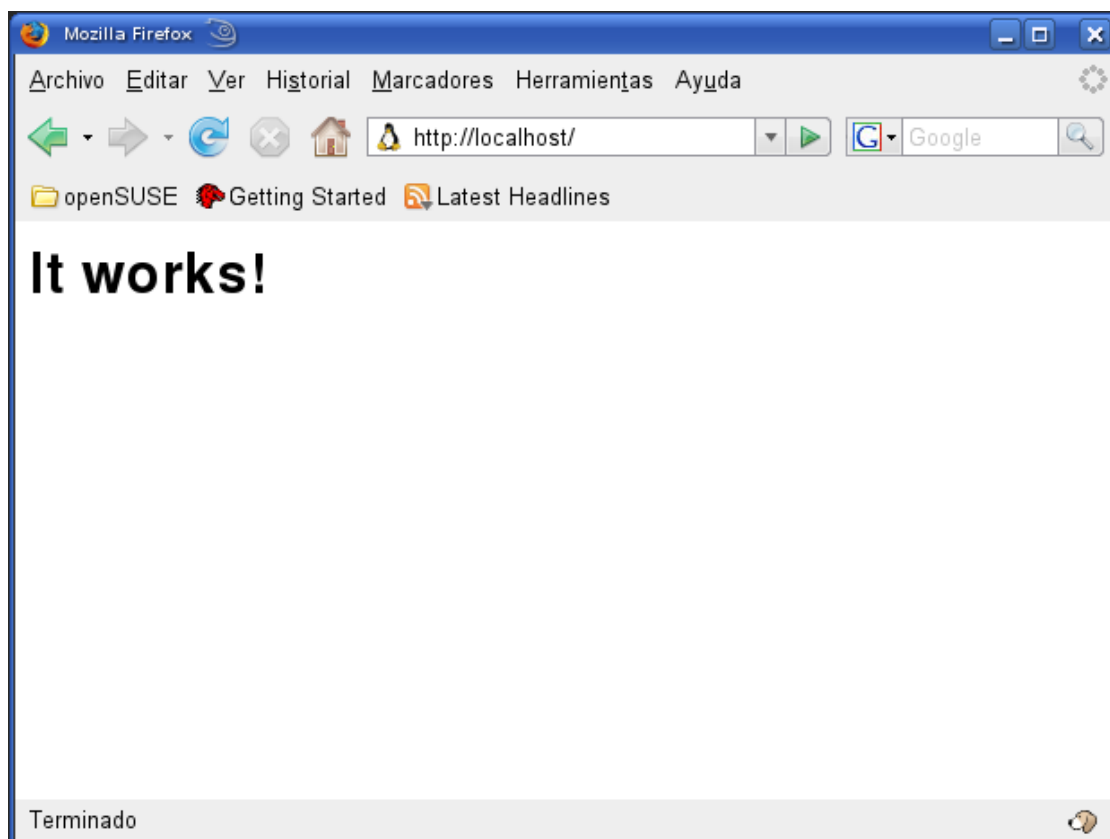 Mozilla Firefox
Archivo Editar Ver Historial Marcadores Herramientas Ayuda
http://localhost/ G Google
openSUSE Getting Started Latest Headlines
It works!
Terminado